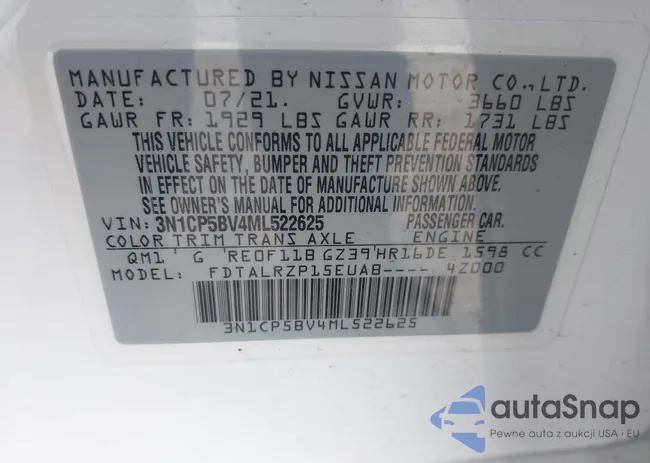 MANUFACTURED BY NISSAN MOTOR CO., LTD.
DATE: 07/21. GVWR: 3660 LBS
GAWR FR: 1929 LBS GAWR RR: 1731 LBS
THIS VEHICLE CONFORMS TO ALL APPLICABLE FEDERAL MOTOR
VEHICLE SAFETY, BUMPER AND THEFT PREVENTION STANDARDS
IN EFFECT ON THE DATE OF MANUFACTURE SHOWN ABOVE.
SEE OWNER'S MANUAL FOR ADDITIONAL INFORMATION.
VIN: 3N1CP5BV4ML522625 PASSENGER CAR.
COLOR TRIM TRANS AXLE ENGINE
QM1 G RE0F11B GZ39 HR16DE 1598 CC
MODEL: FDTALRZP15EUAB---- 4Z000
3N1CP5BV4ML522625
autaSnap
Pewne auta z aukcji USA i EU